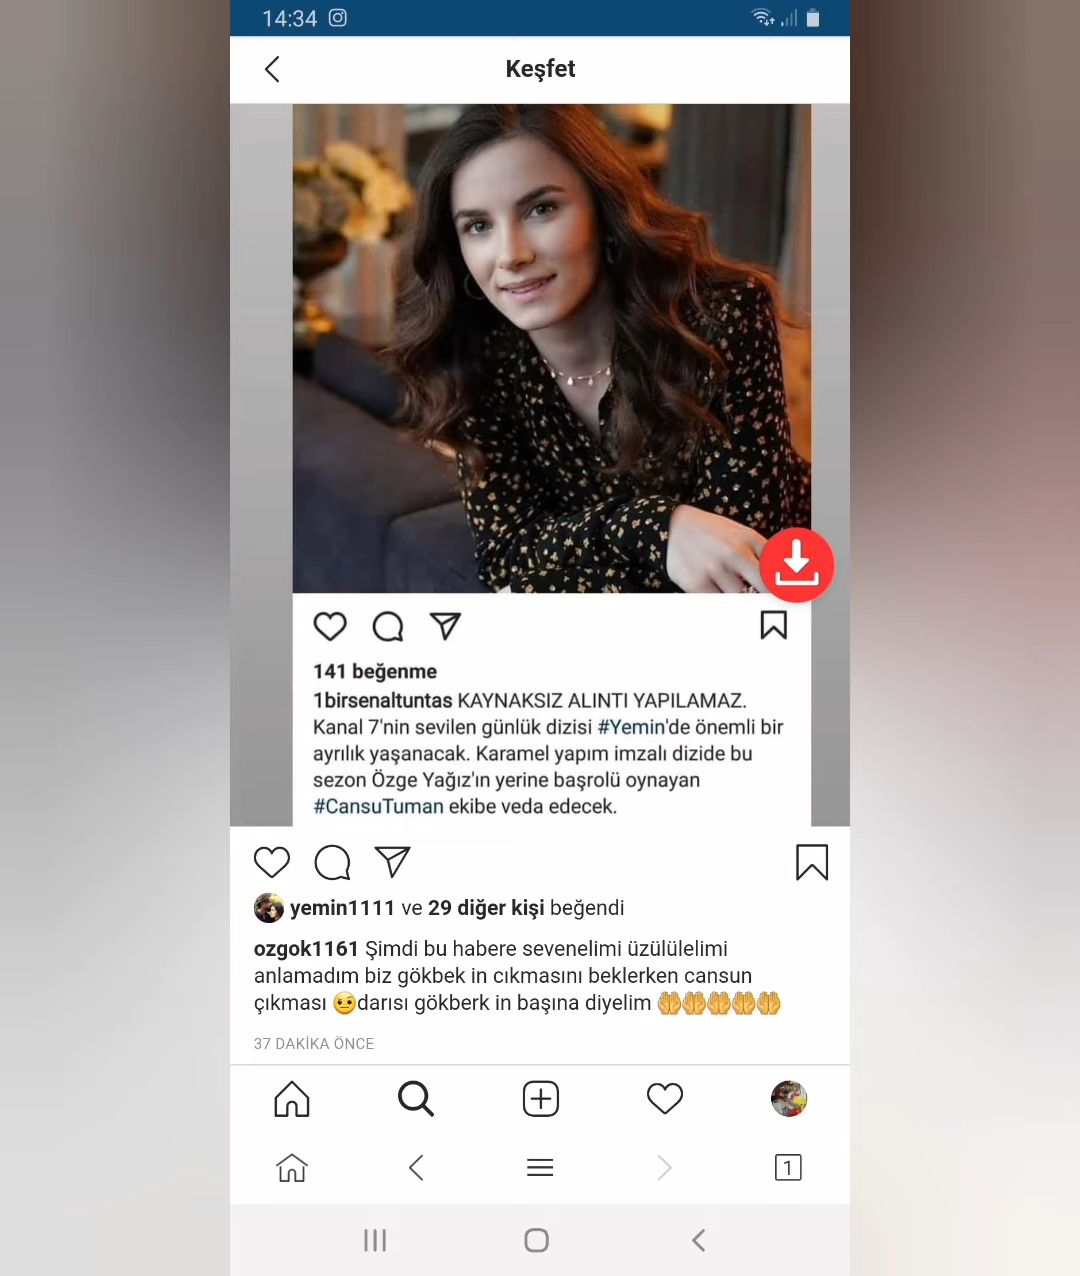 14:34
Keşfet
141 beğenme
1birsenaltuntas KAYNAKSIZ ALINTI YAPILAMAZ.
Kanal 7'nin sevilen günlük dizisi #Yemin'de önemli bir
ayrılık yaşanacak. Karamel yapım imzalı dizide bu
sezon Özge Yağız'ın yerine başrolü oynayan
#CansuTuman ekibe veda edecek.
yemin1111 ve 29 diğer kişi beğendi
ozgok1161 Şimdi bu habere sevenelimi üzülülelimi
anlamadım biz gökbek in cıkmasını beklerken cansun
çıkması 🤨darısı gökberk in başına diyelim 🤲🤲🤲🤲🤲
37 DAKİKA ÖNCE
1